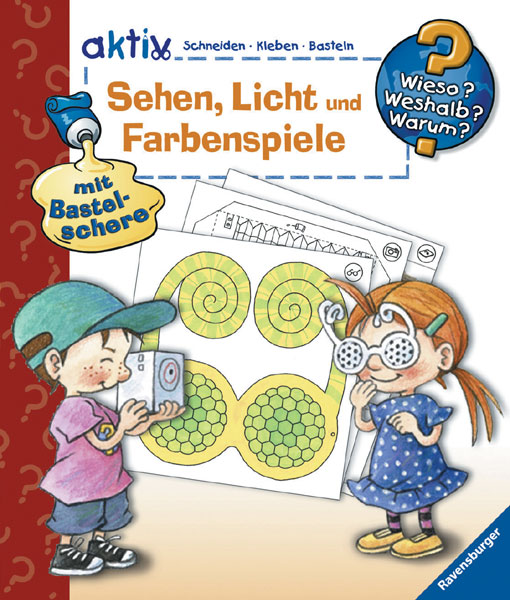 aktiv
Schneiden · Kleben · Basteln
Sehen, Licht und
Farbenspiele
?
Wieso?
Weshalb?
Warum?
mit
Bastel-
schere
Ravensburger